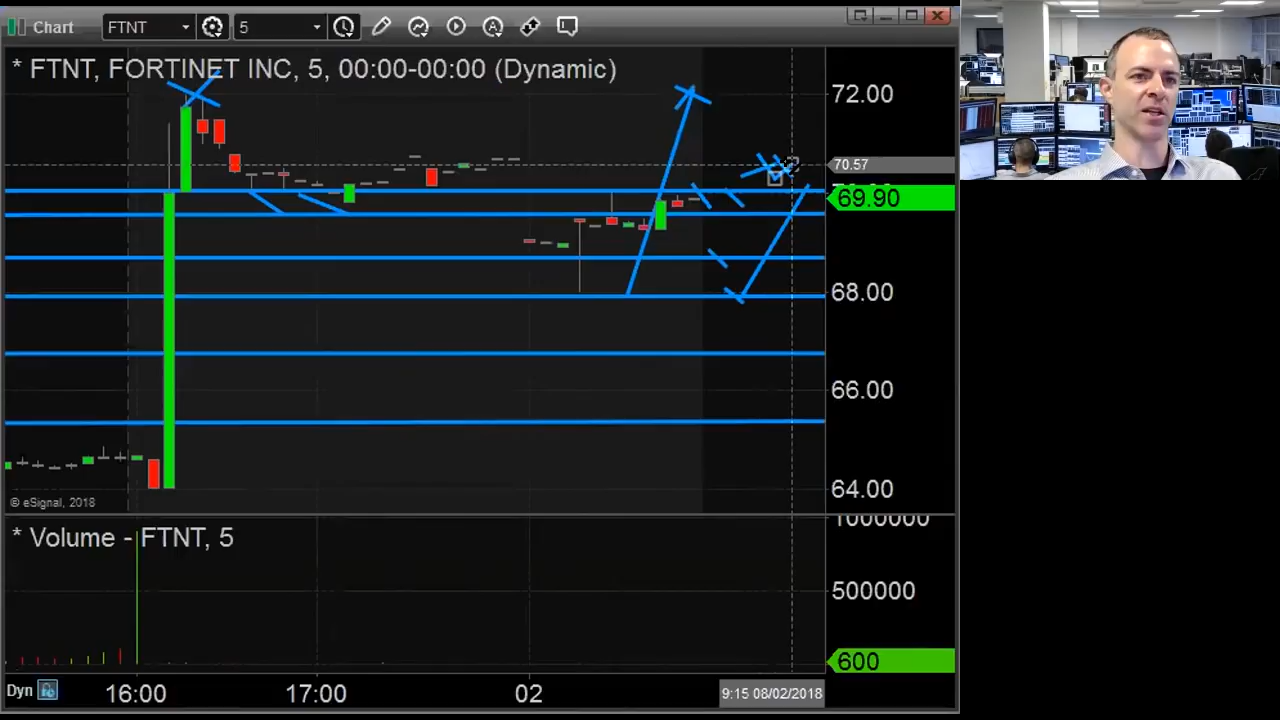 Chart FTNT 5
* FTNT, FORTINET INC, 5, 00:00-00:00 (Dynamic)
72.00
70.57
69.90
68.00
66.00
64.00
© eSignal, 2018
* Volume - FTNT, 5
1000000
500000
600
Dyn 16:00 17:00 02 9:15 08/02/2018